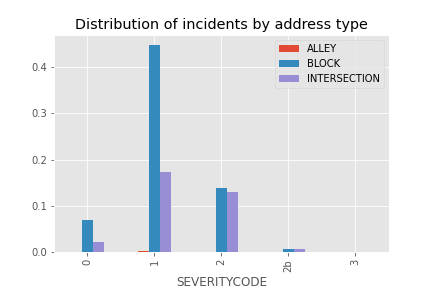 Distribution of incidents by address type
ALLEY
BLOCK
INTERSECTION
0.4
0.3
0.2
0.1
0.0
0
1
2
2b
3
SEVERITYCODE